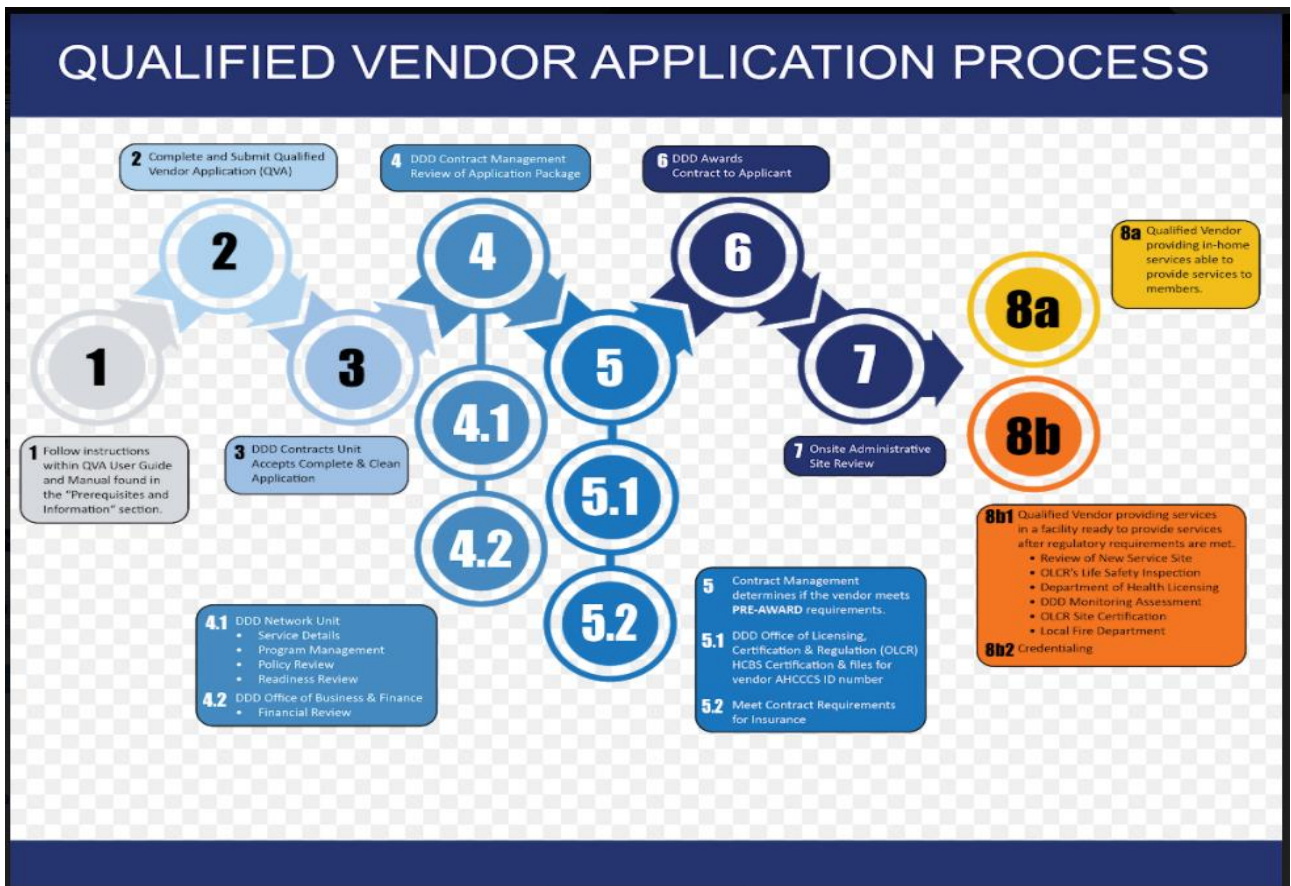 QUALIFIED VENDOR APPLICATION PROCESS
2 Complete and Submit Qualified
Vendor Application (QVA)
4 DDD Contract Management
Review of Application Package
6 DDD Awards
Contract to Applicant
8a Qualified Vendor
providing in-home
services able to
provide services to
members.
1
2
3
4
4.1
4.2
5
5.1
5.2
6
7
8a
8b
1 Follow instructions
within QVA User Guide
and Manual found in
the "Prerequisites and
Information" section.
3 DDD Contracts Unit
Accepts Complete & Clean
Application
7 Onsite Administrative
Site Review
4.1 DDD Network Unit
• Service Details
• Program Management
• Policy Review
• Readiness Review
4.2 DDD Office of Business & Finance
• Financial Review
5 Contract Management
determines if the vendor meets
PRE-AWARD requirements.
5.1 DDD Office of Licensing,
Certification & Regulation (OLCR)
HCBS Certification & files for
vendor AHCCCS ID number
5.2 Meet Contract Requirements
for Insurance
8b1 Qualified Vendor providing services
in a facility ready to provide services
after regulatory requirements are met.
• Review of New Service Site
• OLCR's Life Safety Inspection
• Department of Health Licensing
• DDD Monitoring Assessment
• OLCR Site Certification
• Local Fire Department
8b2 Credentialing